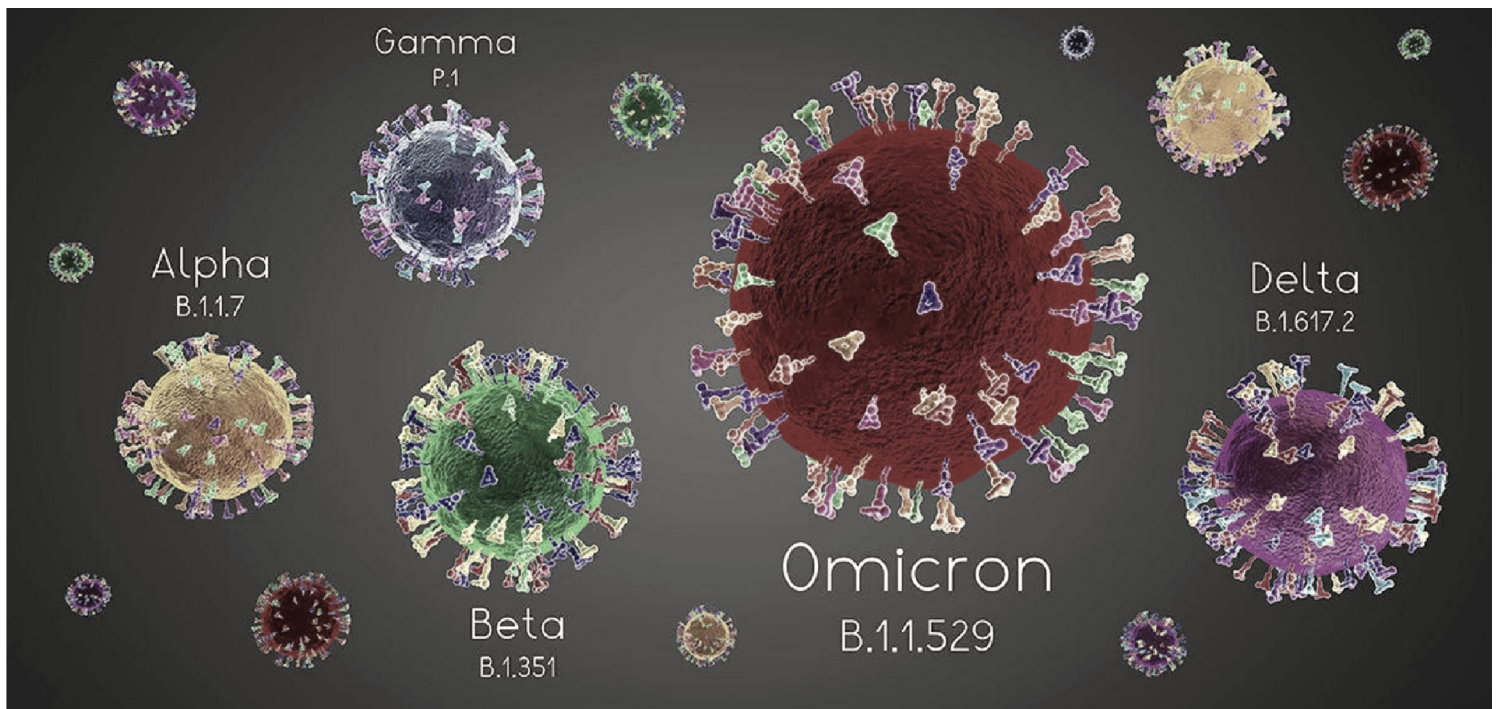 Gamma
P.1
Alpha
B.1.1.7
Beta
B.1.351
Omicron
B.1.1.529
Delta
B.1.617.2